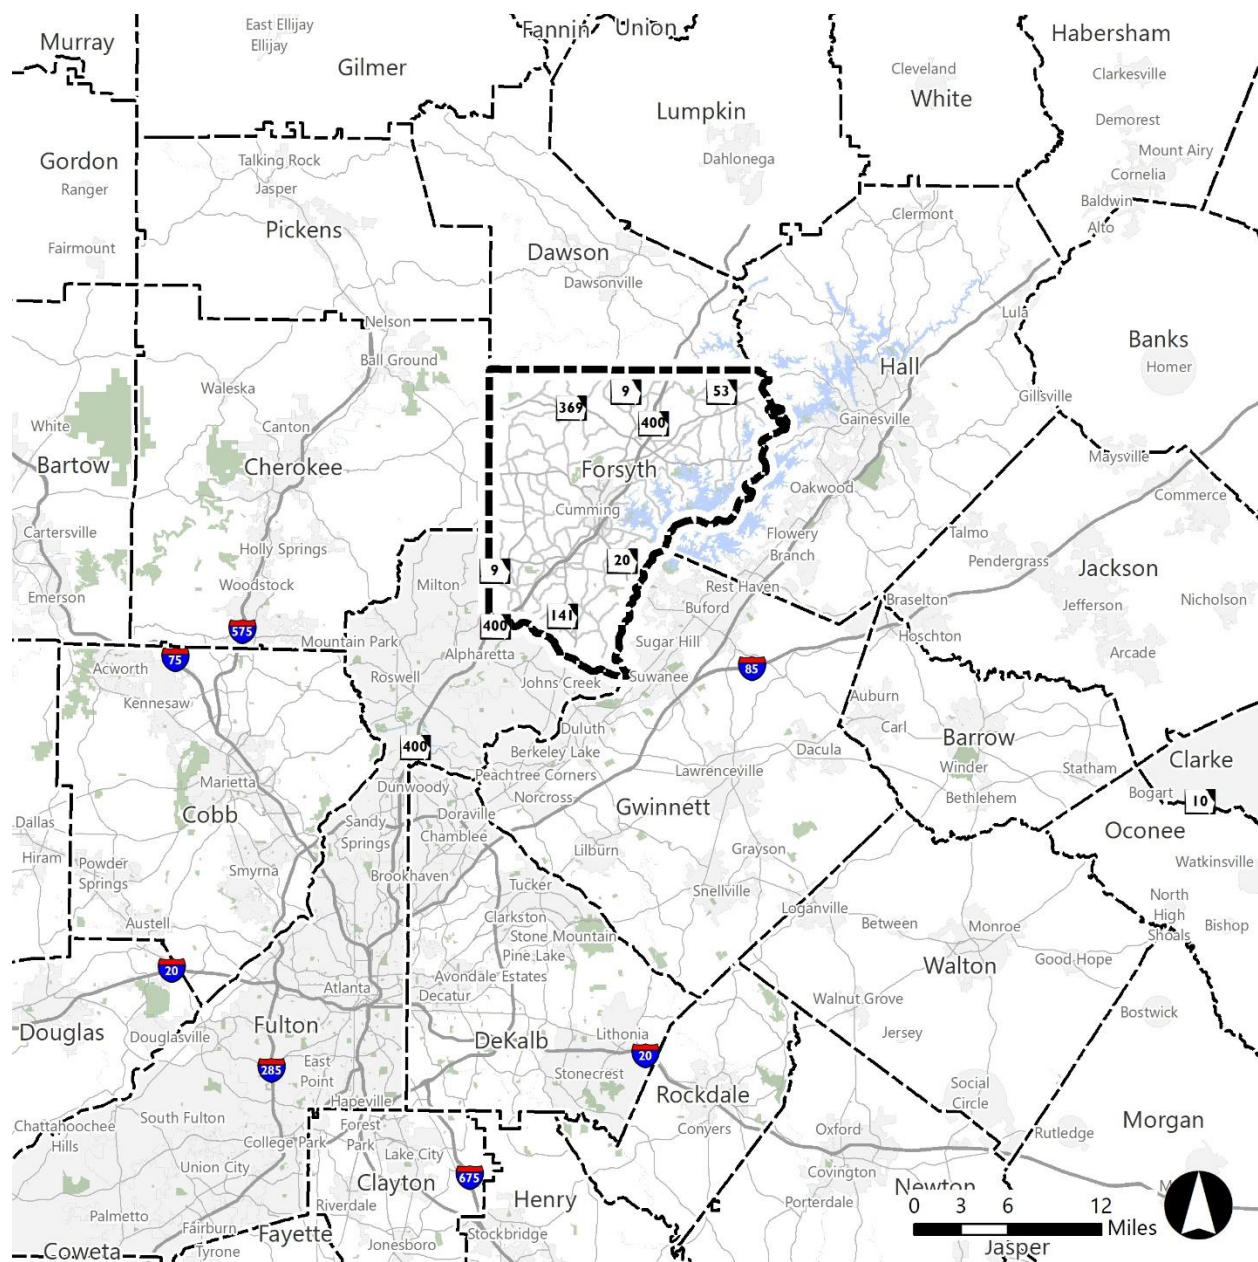 East Ellijay
Fannin
Union
Murray
Ellijay
Habersham
Gilmer
Cleveland
Clarkesville
White
Lumpkin
Demorest
Gordon
Talking Rock
Dahlonega
Mount Airy
Ranger
Jasper
Cornelia
Baldwin
Clermont
Alto
Pickens
Fairmount
Dawson
Dawsonville
Lula
Nelson
Banks
Ball Ground
Hall
Homer
Waleska
369
9
53
400
Gillsville
White
Canton
Gainesville
Bartow
Cherokee
Forsyth
Maysville
Oakwood
Commerce
Cumming
Cartersville
Holly Springs
Flowery
Branch
Talmo
Pendergrass
9
20
Milton
Woodstock
Rest Haven
Jackson
Emerson
Buford
Braselton
Jefferson
Nicholson
400
141
575
Mountain Park
Sugar Hill
Hoschton
75
Alpharetta
Arcade
Acworth
Roswell
Johns Creek
Suwanee
85
Kennesaw
Auburn
Duluth
Carl
400
Berkeley Lake
Dacula
Barrow
Clarke
Marietta
Peachtree Corners
Lawrenceville
Winder
Statham
Dunwoody
Norcross
Bethlehem
Bogart
10
Cobb
Gwinnett
Doraville
Dallas
Sandy
Springs
Chamblee
Oconee
Hiram
Powder
Springs
Lilburn
Grayson
Watkinsville
Smyrna
Brookhaven
Tucker
Snellville
North
High
Shoals
Loganville
Austell
Clarkston
Between
Monroe
Bishop
Stone Mountain
Pine Lake
20
Avondale Estates
Walton
Good Hope
Atlanta
Decatur
Walnut Grove
Bostwick
Douglas
Douglasville
Fulton
DeKalb
Lithonia
Jersey
285
East
Point
20
Stonecrest
Rockdale
Social
Circle
Hapeville
Chattahoochee
Hills
South Fulton
Forest
Park
Conyers
Oxford
Rutledge
Morgan
College Park
Lake City
Union City
Clayton
675
Covington
Henry
Porterdale
Newton
Palmetto
Riverdale
0 3 6 12
Miles
Fairburn
Fayette
Stockbridge
Coweta
Tyrone
Jonesboro
Jasper